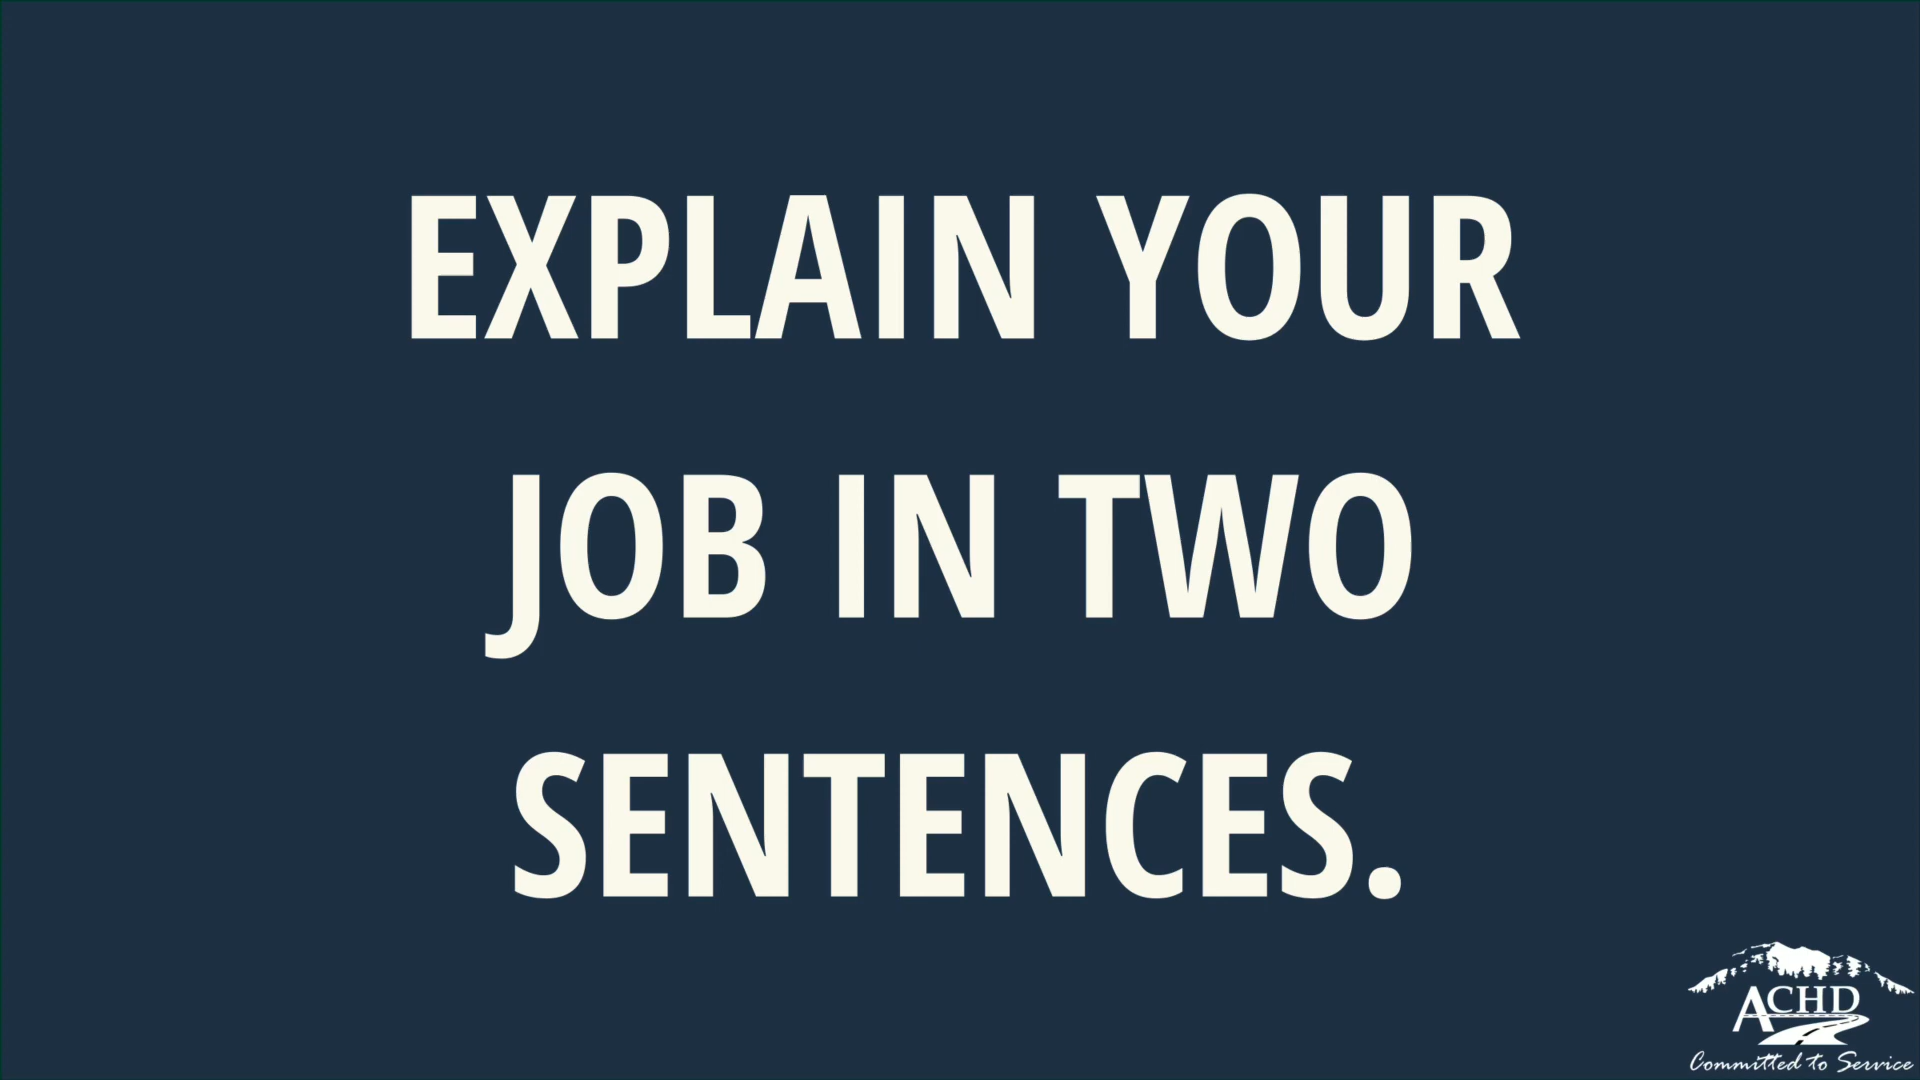 EXPLAIN YOUR
JOB IN TWO
SENTENCES.
ACHD
Committed to Service